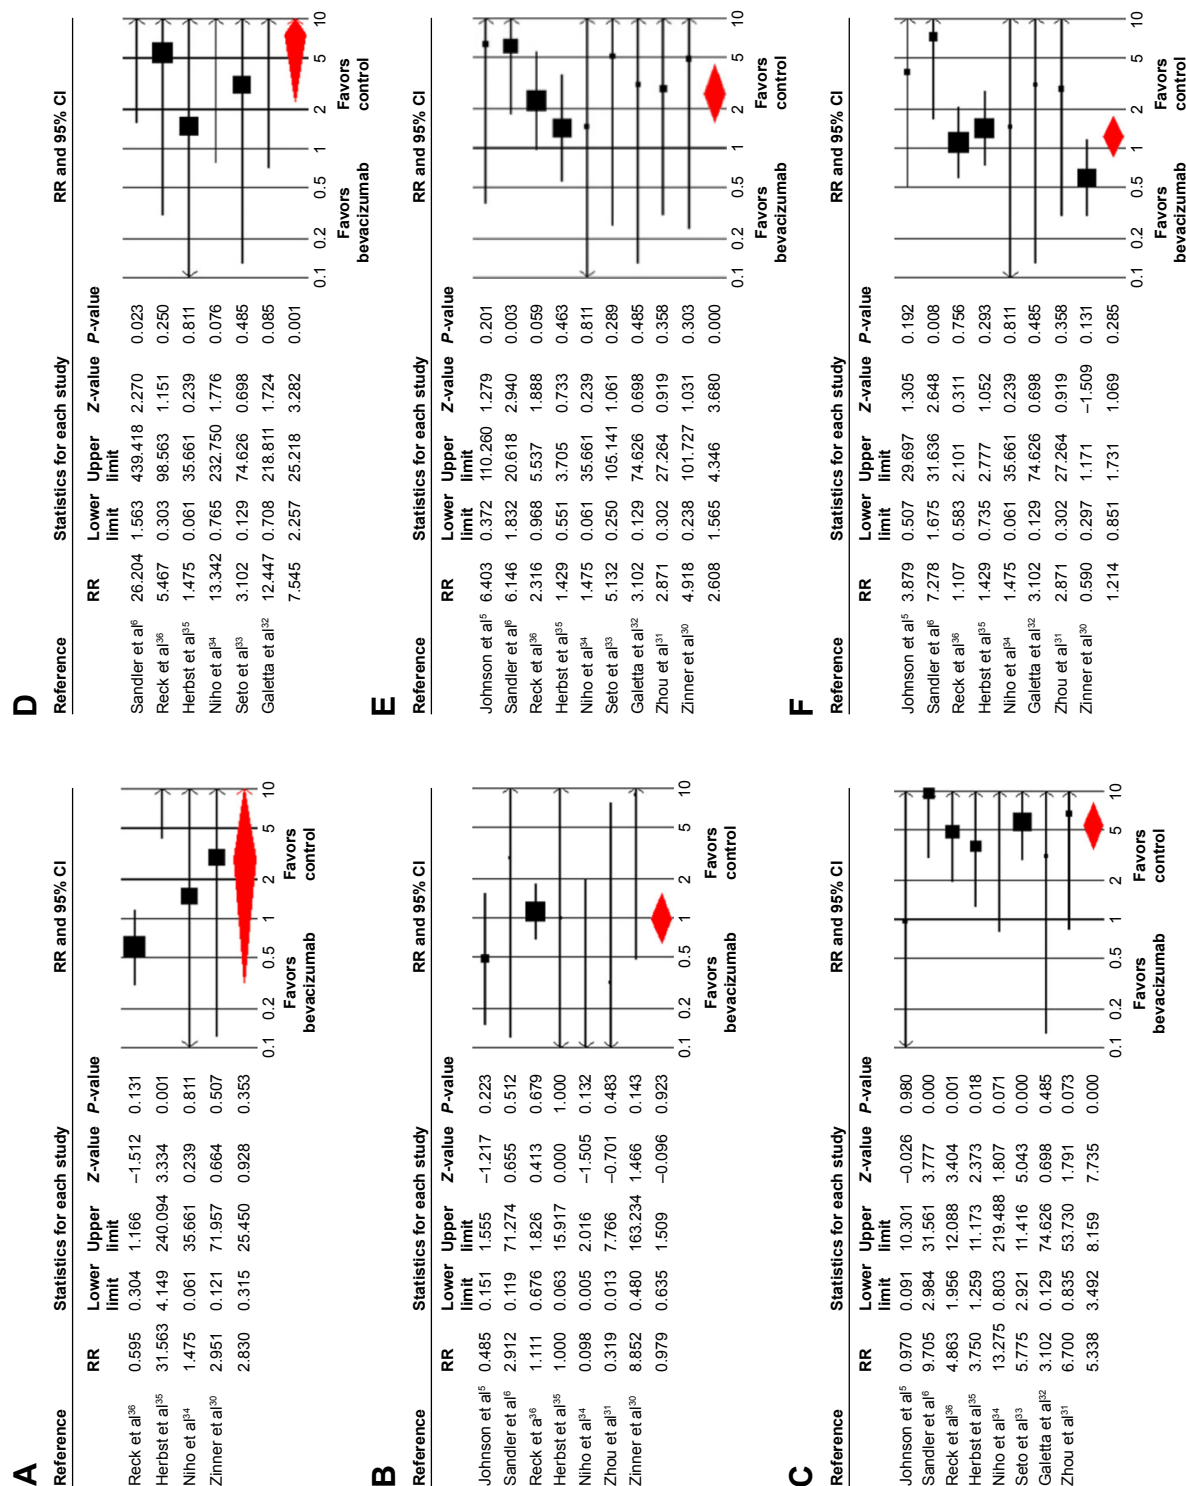 A
Reference Statistics for each study RR and 95% CI
RR Lower limit Upper limit Z-value P-value
Reck et al36 0.595 0.304 1.166 −1.512 0.131
Herbst et al35 31.563 4.149 240.094 3.334 0.001
Niho et al34 1.475 0.061 35.661 0.239 0.811
Zinner et al30 2.951 0.121 71.957 0.664 0.507
2.830 0.315 25.450 0.928 0.353
0.1 0.2 0.5 1 2 5 10
Favors bevacizumab Favors control
B
Reference Statistics for each study RR and 95% CI
RR Lower limit Upper limit Z-value P-value
Johnson et al5 0.485 0.151 1.555 −1.217 0.223
Sandler et al6 2.912 0.119 71.274 0.655 0.512
Reck et a36 1.111 0.676 1.826 0.413 0.679
Herbst et al35 1.000 0.063 15.917 0.000 1.000
Niho et al34 0.098 0.005 2.016 −1.505 0.132
Zhou et al31 0.319 0.013 7.766 −0.701 0.483
Zinner et al30 8.852 0.480 163.234 1.466 0.143
0.979 0.635 1.509 −0.096 0.923
0.1 0.2 0.5 1 2 5 10
Favors bevacizumab Favors control
C
Reference Statistics for each study RR and 95% CI
RR Lower limit Upper limit Z-value P-value
Johnson et al5 0.970 0.091 10.301 −0.026 0.980
Sandler et al6 9.705 2.984 31.561 3.777 0.000
Reck et al36 4.863 1.956 12.088 3.404 0.001
Herbst et al35 3.750 1.259 11.173 2.373 0.018
Niho et al34 13.275 0.803 219.488 1.807 0.071
Seto et al33 5.775 2.921 11.416 5.043 0.000
Galetta et al32 3.102 0.129 74.626 0.698 0.485
Zhou et al31 6.700 0.835 53.730 1.791 0.073
5.338 3.492 8.159 7.735 0.000
0.1 0.2 0.5 1 2 5 10
Favors bevacizumab Favors control
D
Reference Statistics for each study RR and 95% CI
RR Lower limit Upper limit Z-value P-value
Sandler et al6 26.204 1.563 439.418 2.270 0.023
Reck et al36 5.467 0.303 98.563 1.151 0.250
Herbst et al35 1.475 0.061 35.661 0.239 0.811
Niho et al34 13.342 0.765 232.750 1.776 0.076
Seto et al33 3.102 0.129 74.626 0.698 0.485
Galetta et al32 12.447 0.708 218.811 1.724 0.085
7.545 2.257 25.218 3.282 0.001
0.1 0.2 0.5 1 2 5 10
Favors bevacizumab Favors control
E
Reference Statistics for each study RR and 95% CI
RR Lower limit Upper limit Z-value P-value
Johnson et al5 6.403 0.372 110.260 1.279 0.201
Sandler et al6 6.146 1.832 20.618 2.940 0.003
Reck et al36 2.316 0.968 5.537 1.888 0.059
Herbst et al35 1.429 0.551 3.705 0.733 0.463
Niho et al34 1.475 0.061 35.661 0.239 0.811
Seto et al33 5.132 0.250 105.141 1.061 0.289
Galetta et al32 3.102 0.129 74.626 0.698 0.485
Zhou et al31 2.871 0.302 27.264 0.919 0.358
Zinner et al30 4.918 0.238 101.727 1.031 0.303
2.608 1.565 4.346 3.680 0.000
0.1 0.2 0.5 1 2 5 10
Favors bevacizumab Favors control
F
Reference Statistics for each study RR and 95% CI
RR Lower limit Upper limit Z-value P-value
Johnson et al5 3.879 0.507 29.697 1.305 0.192
Sandler et al6 7.278 1.675 31.636 2.648 0.008
Reck et al36 1.107 0.583 2.101 0.311 0.756
Herbst et al35 1.429 0.735 2.777 1.052 0.293
Niho et al34 1.475 0.061 35.661 0.239 0.811
Galetta et al32 3.102 0.129 74.626 0.698 0.485
Zhou et al31 2.871 0.302 27.264 0.919 0.358
Zinner et al30 0.590 0.297 1.171 −1.509 0.131
1.214 0.851 1.731 1.069 0.285
0.1 0.2 0.5 1 2 5 10
Favors bevacizumab Favors control